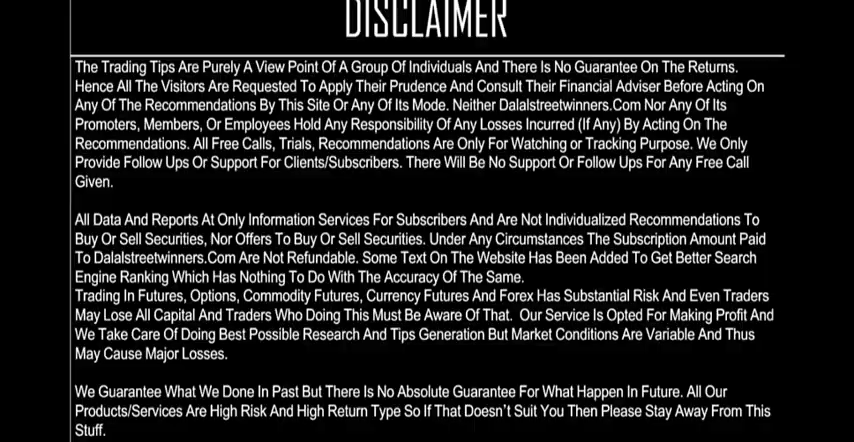 DISCLAIMER
The Trading Tips Are Purely A View Point Of A Group Of Individuals And There Is No Guarantee On The Returns.
Hence All The Visitors Are Requested To Apply Their Prudence And Consult Their Financial Adviser Before Acting On
Any Of The Recommendations By This Site Or Any Of Its Mode. Neither Dalalstreetwinners.Com Nor Any Of Its
Promoters, Members, Or Employees Hold Any Responsibility Of Any Losses Incurred (If Any) By Acting On The
Recommendations. All Free Calls, Trials, Recommendations Are Only For Watching or Tracking Purpose. We Only
Provide Follow Ups Or Support For Clients/Subscribers. There Will Be No Support Or Follow Ups For Any Free Call
Given.
All Data And Reports At Only Information Services For Subscribers And Are Not Individualized Recommendations To
Buy Or Sell Securities, Nor Offers To Buy Or Sell Securities. Under Any Circumstances The Subscription Amount Paid
To Dalalstreetwinners.Com Are Not Refundable. Some Text On The Website Has Been Added To Get Better Search
Engine Ranking Which Has Nothing To Do With The Accuracy Of The Same.
Trading In Futures, Options, Commodity Futures, Currency Futures And Forex Has Substantial Risk And Even Traders
May Lose All Capital And Traders Who Doing This Must Be Aware Of That. Our Service Is Opted For Making Profit And
We Take Care Of Doing Best Possible Research And Tips Generation But Market Conditions Are Variable And Thus
May Cause Major Losses.
We Guarantee What We Done In Past But There Is No Absolute Guarantee For What Happen In Future. All Our
Products/Services Are High Risk And High Return Type So If That Doesn't Suit You Then Please Stay Away From This
Stuff.